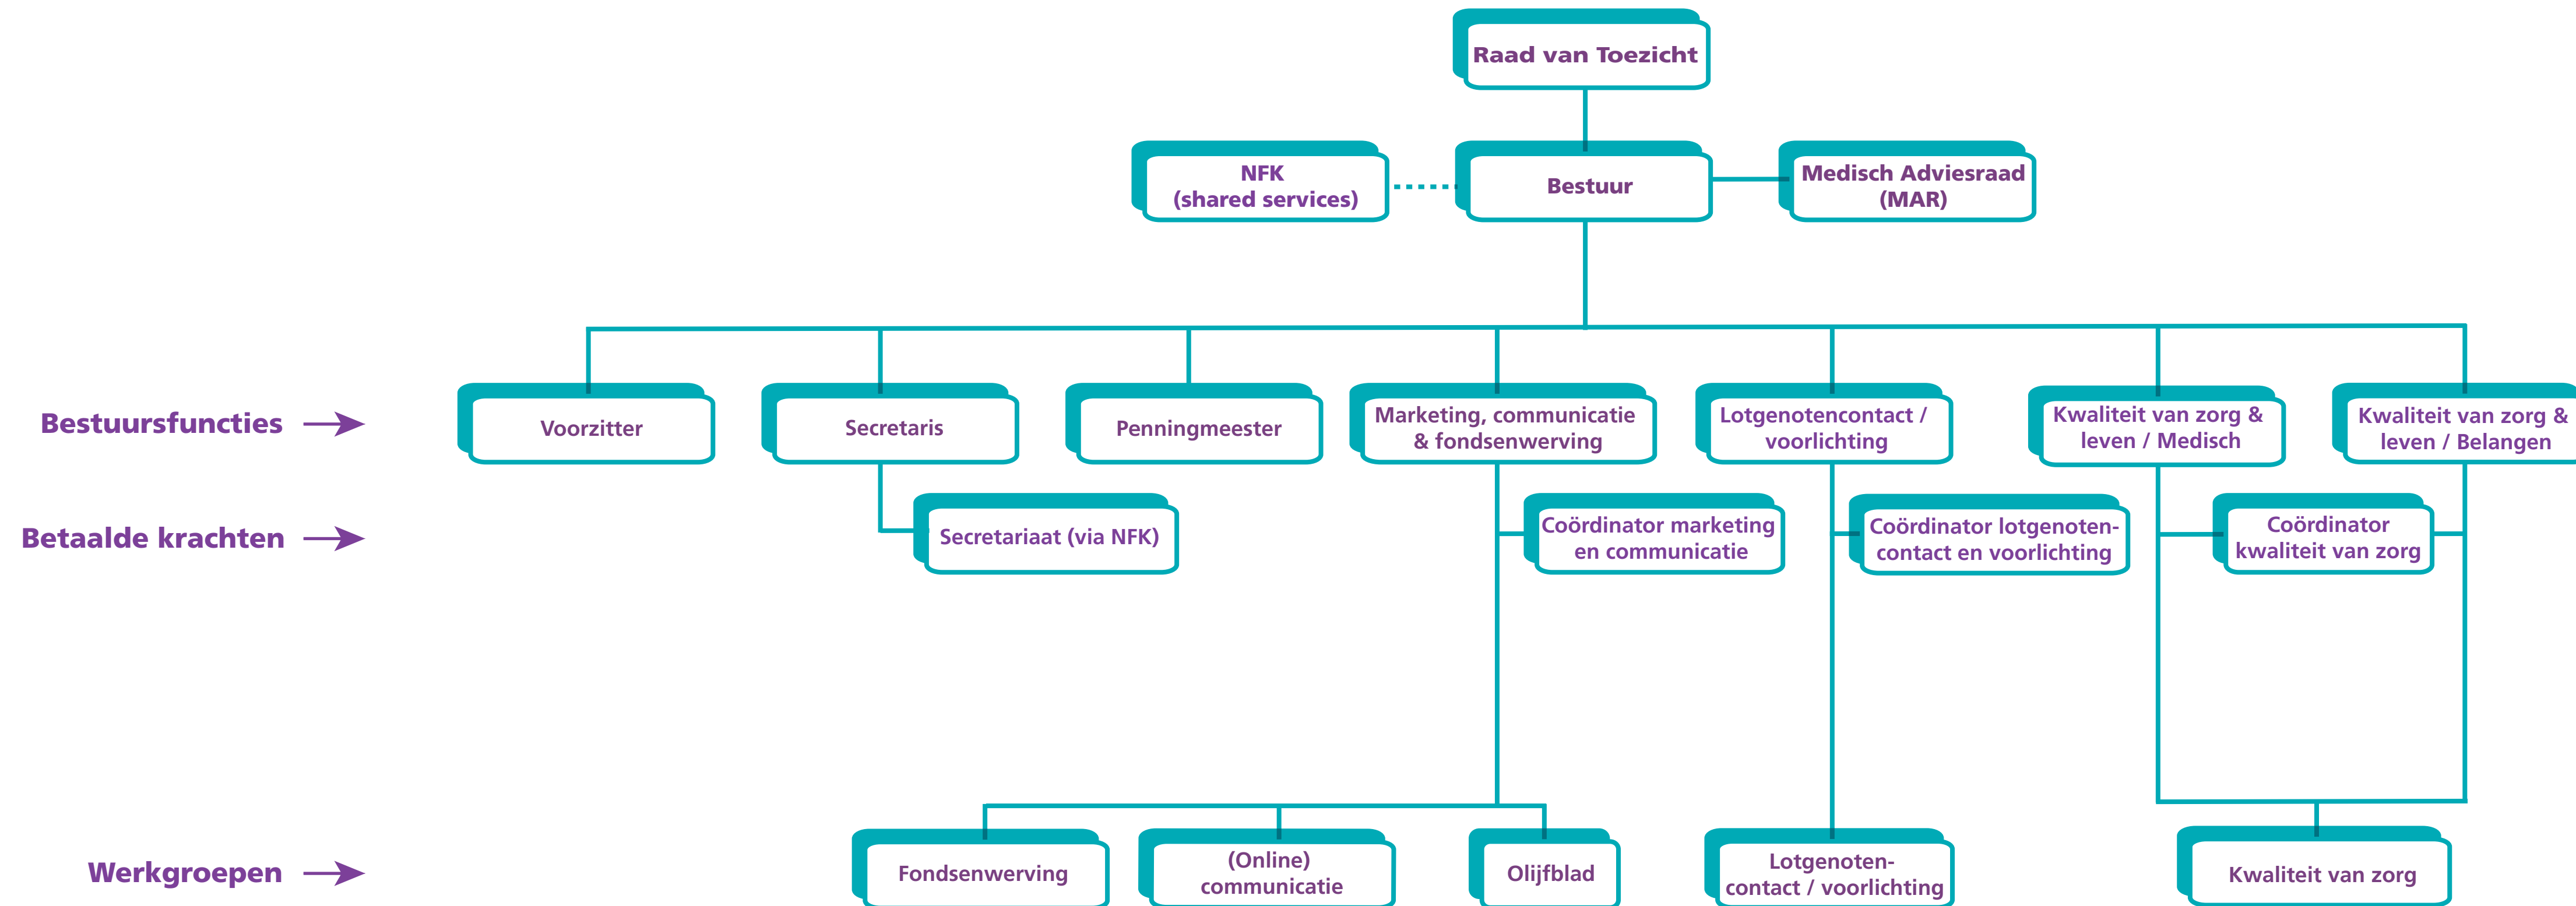 Raad van Toezicht
NFK
(shared services)
Bestuur
Medisch Adviesraad
(MAR)
Bestuursfuncties
Voorzitter
Secretaris
Penningmeester
Marketing, communicatie
& fondsenwerving
Lotgenotencontact /
voorlichting
Kwaliteit van zorg &
leven / Medisch
Kwaliteit van zorg &
leven / Belangen
Betaalde krachten
Secretariaat (via NFK)
Coördinator marketing
en communicatie
Coördinator lotgenoten-
contact en voorlichting
Coördinator
kwaliteit van zorg
Werkgroepen
Fondsenwerving
(Online)
communicatie
Olijfblad
Lotgenoten-
contact / voorlichting
Kwaliteit van zorg